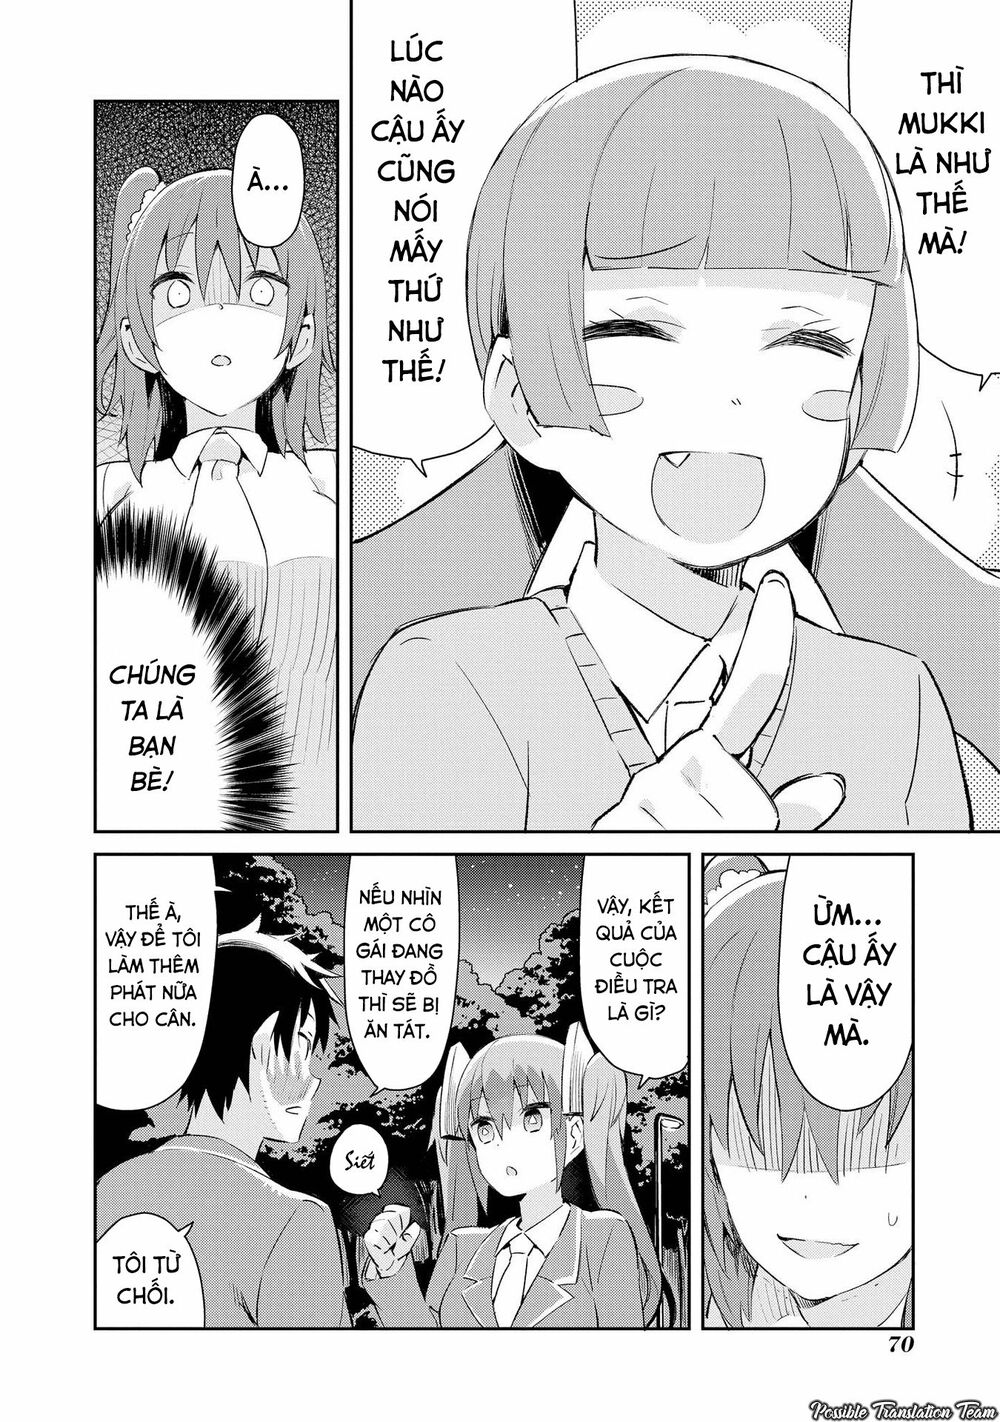 THÌ
MUKKI
LÀ NHƯ
THẾ
MÀ!
LÚC
NÀO
CẬU ẤY
CŨNG
NÓI
MẤY
THỨ
NHƯ
THẾ!
À...
CHÚNG
TA LÀ
BẠN
BÈ!
ỪM...
CẬU ẤY
LÀ VẬY
MÀ.
VẬY, KẾT
QUẢ CỦA
CUỘC
ĐIỀU TRA
LÀ GÌ?
NẾU NHÌN
MỘT CÔ
GÁI ĐANG
THAY ĐỒ
THÌ SẼ BỊ
ĂN TÁT.
Siết
THẾ À,
VẬY ĐỂ TÔI
LÀM THÊM
PHÁT NỮA
CHO CÂN.
TÔI TỪ
CHỐI.
70
Possible Translation Team